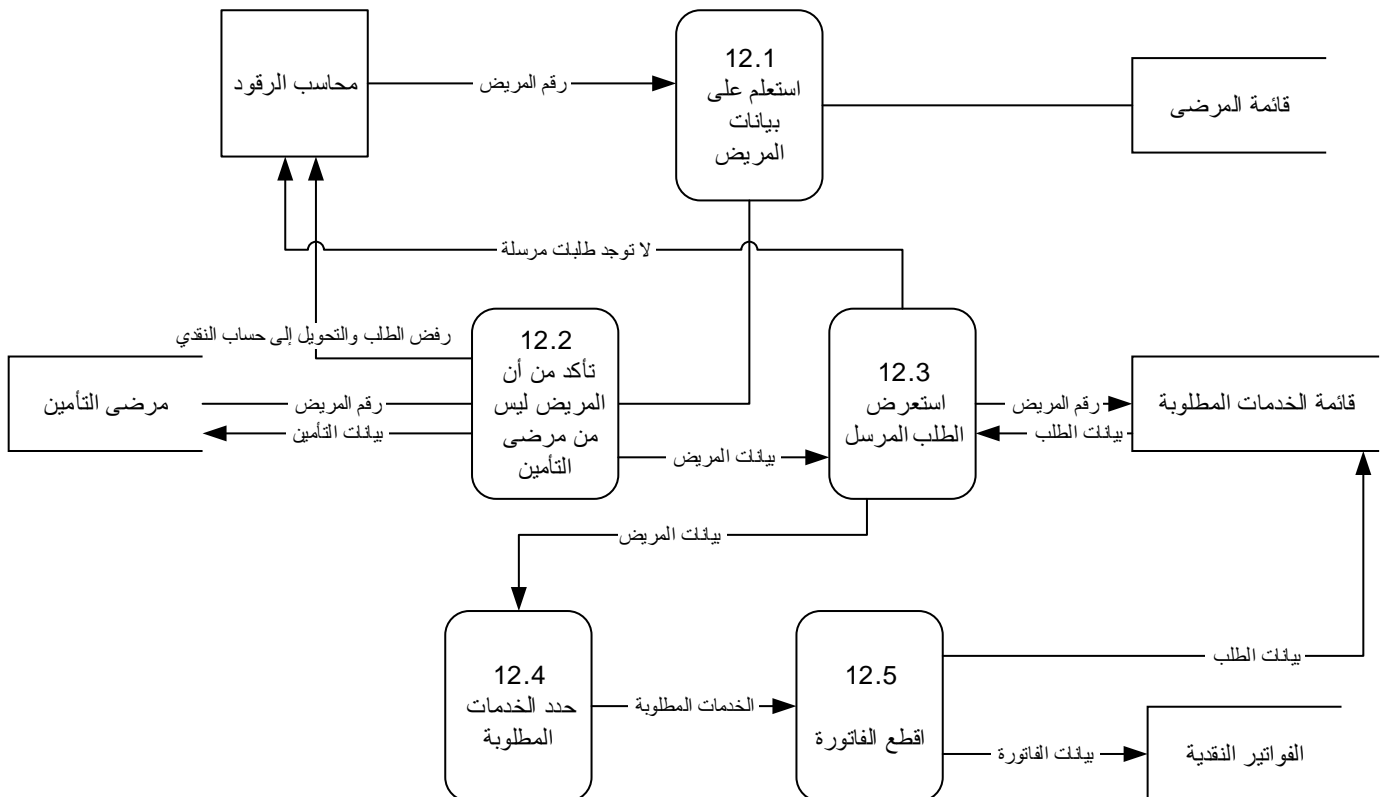 محاسب الرقود
رقم المريض
12.1
استعلم على
بيانات
المريض
قائمة المرضى
لا توجد طلبات مرسلة
رفض الطلب والتحويل إلى حساب النقدي
مرضى التأمين
رقم المريض
بيانات التأمين
12.2
تأكد من أن
المريض ليس
من مرضى
التأمين
بيانات المريض
12.3
استعرض
الطلب المرسل
رقم المريض
بيانات الطلب
قائمة الخدمات المطلوبة
بيانات المريض
12.4
حدد الخدمات
المطلوبة
الخدمات المطلوبة
12.5
اقطع الفاتورة
بيانات الطلب
بيانات الفاتورة
الفواتير النقدية